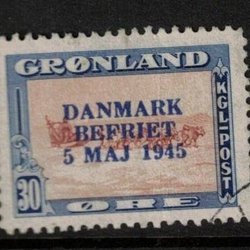 GRØNLAND
KGL-POST
DANMARK
BEFRIET
5 MAJ 1945
30
ØRE